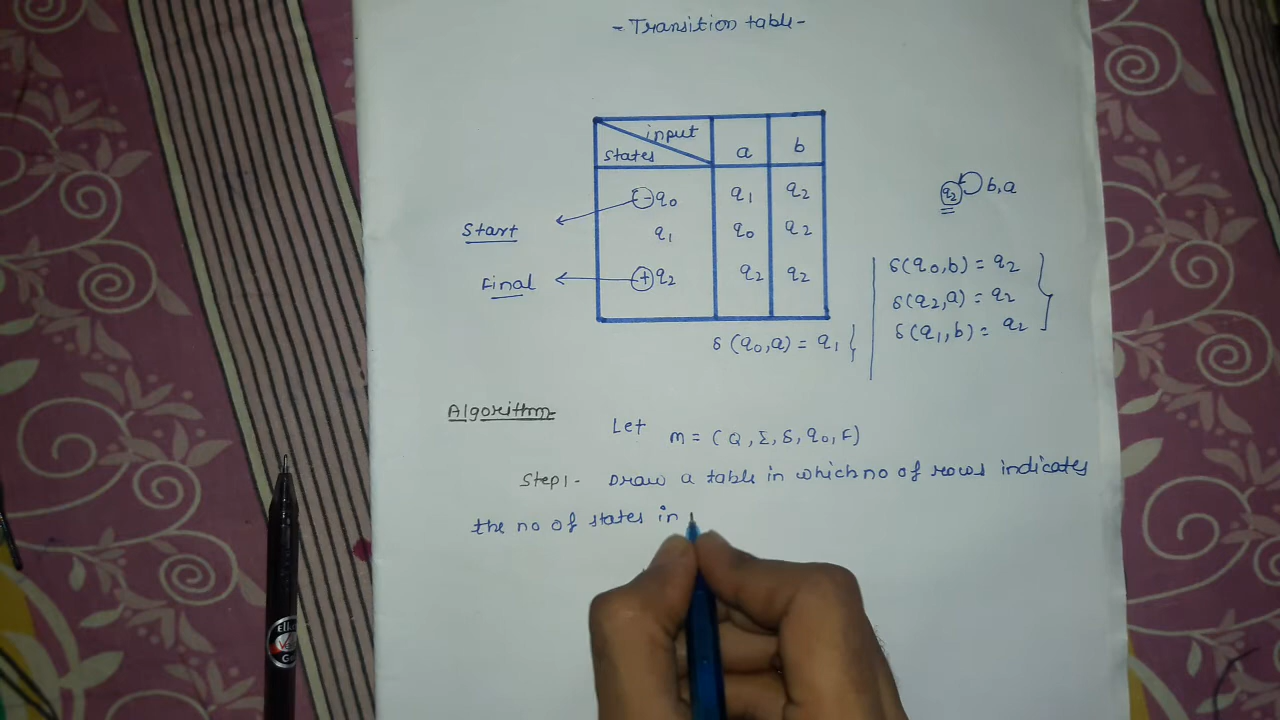 - Transition table -
input
states a b
- q0 q1 q2
Start q1 q0 q2
Final + q2 q2 q2
q2 b,a
δ(q0,b) = q2
δ(q2,a) = q2
δ(q1,b) = q2
δ(q0,a) = q1
Algorithm
Let m = (Q, Σ, δ, q0, F)
Step1- Draw a table in which no of rows indicates
the no of states in